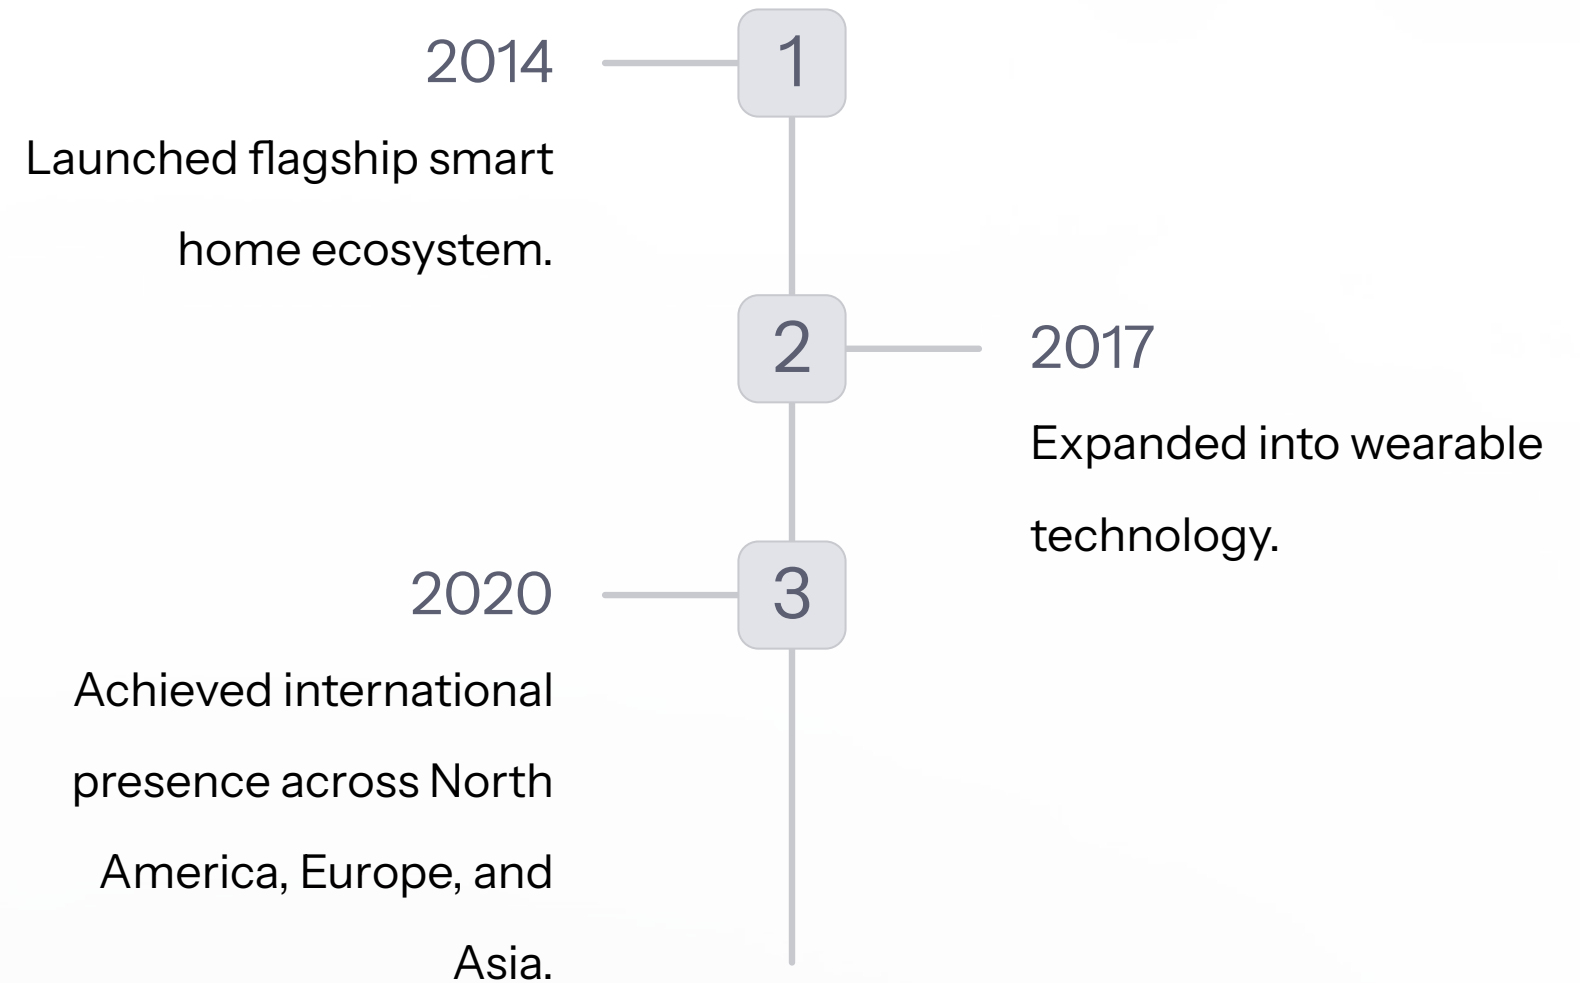 1
2014
Launched flagship smart
home ecosystem.
2
2017
Expanded into wearable
technology.
3
2020
Achieved international
presence across North
America, Europe, and
Asia.